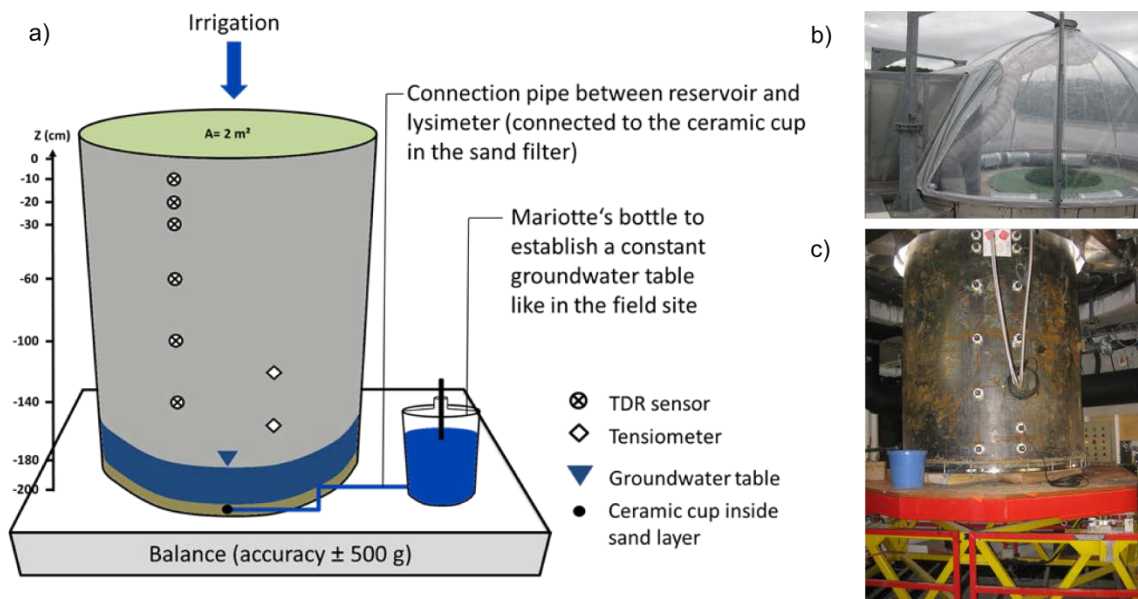 a)
Irrigation
A= 2 m²
Z (cm)
0
-10
-20
-30
-60
-100
-140
-180
-200
Connection pipe between reservoir and
lysimeter (connected to the ceramic cup
in the sand filter)
Mariotte‘s bottle to
establish a constant
groundwater table
like in the field site
TDR sensor
Tensiometer
Groundwater table
Ceramic cup inside
sand layer
Balance (accuracy ± 500 g)
b)
c)